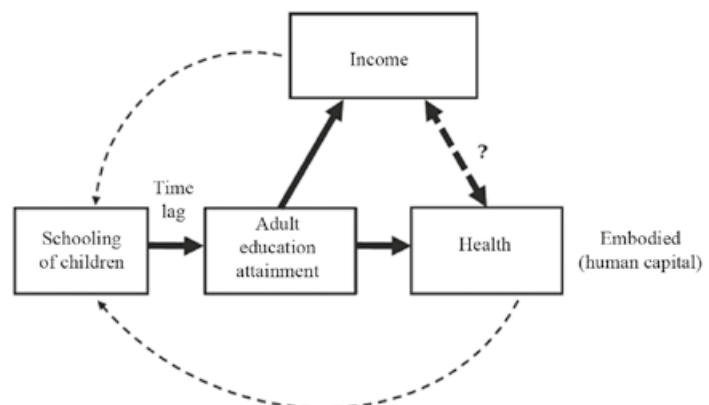 Income
?
Time
lag
Schooling
of children
Adult
education
attainment
Health
Embodied
(human capital)